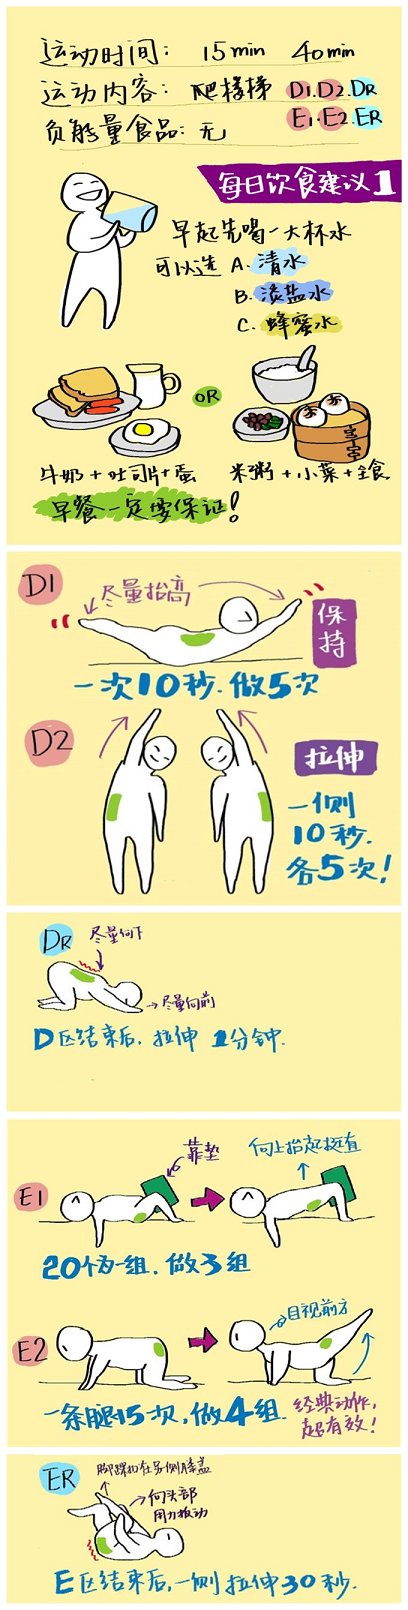 运动时间： 15min 40min
运动内容：爬楼梯 D1.D2.DR
E1.E2.ER
负能量食品：无
每日饮食建议1
早起先喝一大杯水
可以选 A.清水
B.淡盐水
C.蜂蜜水
OR
牛奶+吐司片+蛋
米粥+小菜+主食
早餐一定要保证！
D1
尽量抬高
保持
一次10秒.做5次
D2
拉伸
一侧
10秒.
各5次！
DR
尽量向下
尽量向前
D区结束后，拉伸 1分钟.
E1
靠垫
向上抬起挺直
20个为一组，做3组
E2
目视前方
一条腿15次，做4组.
经典动作，
超有效！
ER
脚踝扣在另侧膝盖
向头部
用力扳动
E区结束后，一侧拉伸30秒.